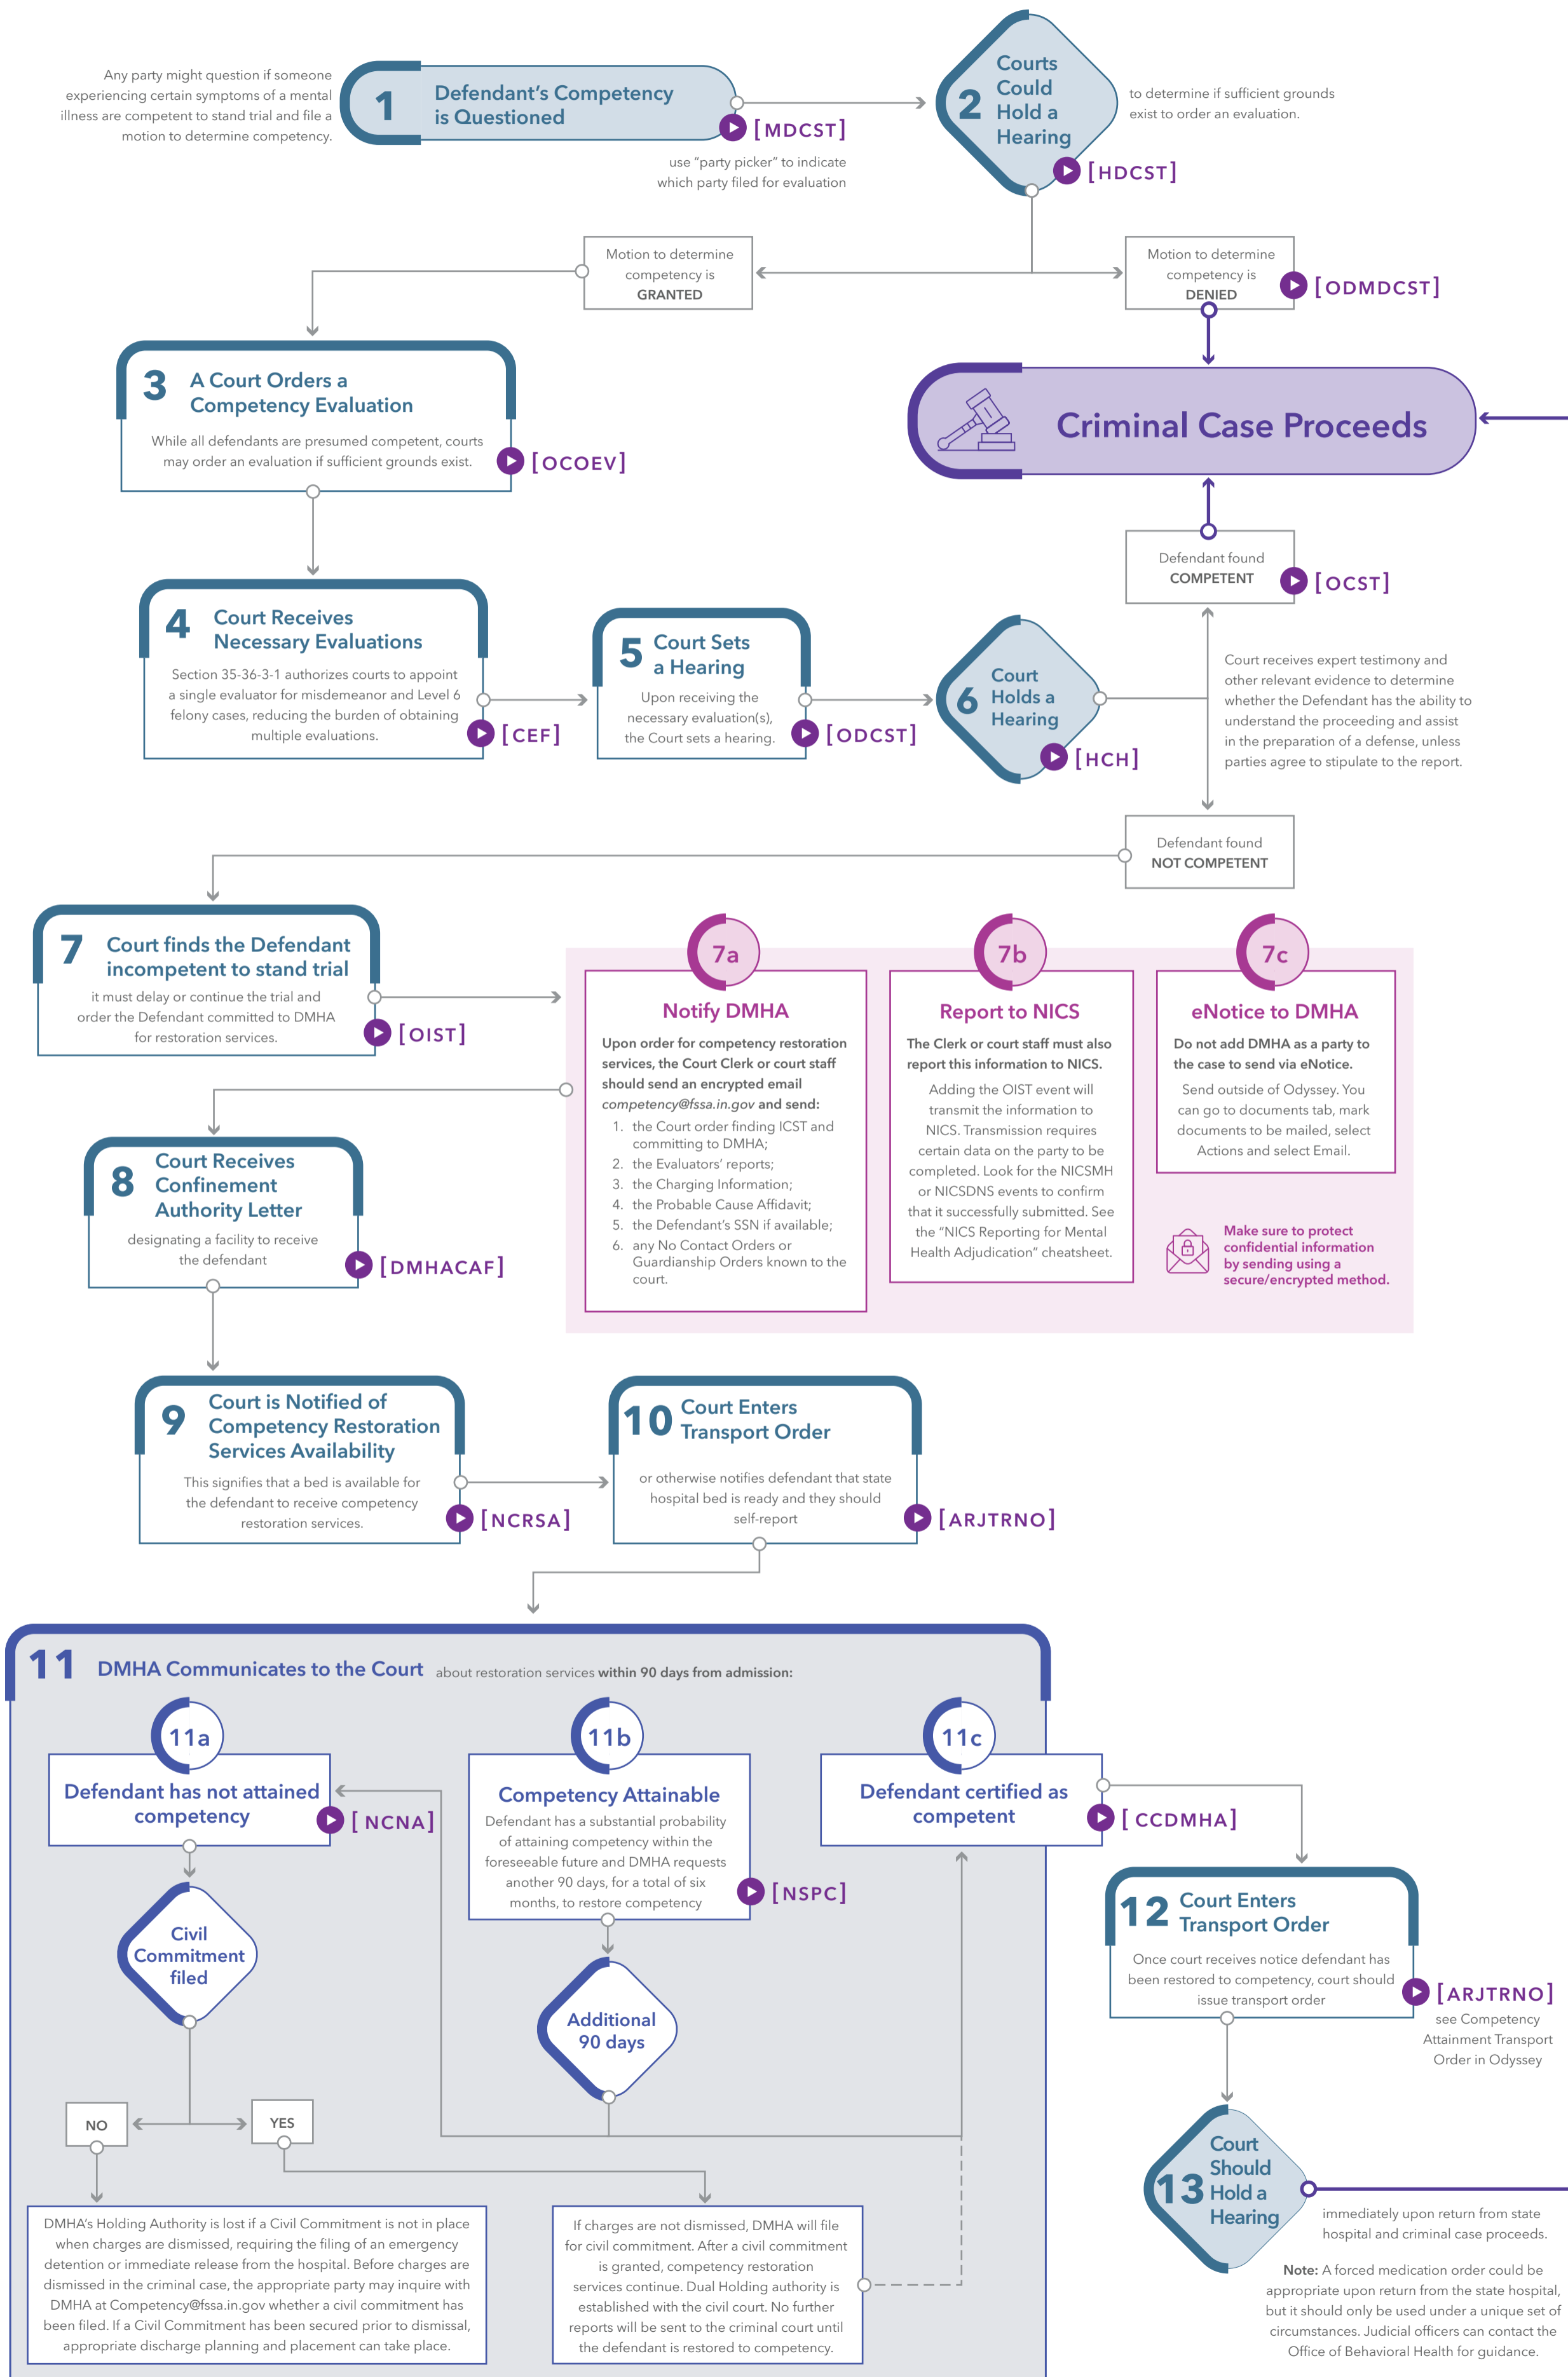 Any party might question if someone
experiencing certain symptoms of a mental
illness are competent to stand trial and file a
motion to determine competency.
1
Defendant's Competency
is Questioned
[MDCST]
use “party picker” to indicate
which party filed for evaluation
2
Courts
Could
Hold a
Hearing
[HDCST]
to determine if sufficient grounds
exist to order an evaluation.
Motion to determine
competency is
GRANTED
Motion to determine
competency is
DENIED
[ODMDCST]
3
A Court Orders a
Competency Evaluation
While all defendants are presumed competent, courts
may order an evaluation if sufficient grounds exist.
[OCOEV]
Criminal Case Proceeds
Defendant found
COMPETENT
[OCST]
4
Court Receives
Necessary Evaluations
Section 35-36-3-1 authorizes courts to appoint
a single evaluator for misdemeanor and Level 6
felony cases, reducing the burden of obtaining
multiple evaluations.
[CEF]
5
Court Sets
a Hearing
Upon receiving the
necessary evaluation(s),
the Court sets a hearing.
[ODCST]
6
Court
Holds a
Hearing
[HCH]
Court receives expert testimony and
other relevant evidence to determine
whether the Defendant has the ability to
understand the proceeding and assist
in the preparation of a defense, unless
parties agree to stipulate to the report.
Defendant found
NOT COMPETENT
7
Court finds the Defendant
incompetent to stand trial
it must delay or continue the trial and
order the Defendant committed to DMHA
for restoration services.
[OIST]
7a
Notify DMHA
Upon order for competency restoration
services, the Court Clerk or court staff
should send an encrypted email
competency@fssa.in.gov and send:
1. the Court order finding ICST and
committing to DMHA;
2. the Evaluators' reports;
3. the Charging Information;
4. the Probable Cause Affidavit;
5. the Defendant's SSN if available;
6. any No Contact Orders or
Guardianship Orders known to the
court.
7b
Report to NICS
The Clerk or court staff must also
report this information to NICS.
Adding the OIST event will
transmit the information to
NICS. Transmission requires
certain data on the party to be
completed. Look for the NICSMH
or NICSDNS events to confirm
that it successfully submitted. See
the “NICS Reporting for Mental
Health Adjudication” cheatsheet.
7c
eNotice to DMHA
Do not add DMHA as a party to
the case to send via eNotice.
Send outside of Odyssey. You
can go to documents tab, mark
documents to be mailed, select
Actions and select Email.
Make sure to protect
confidential information
by sending using a
secure/encrypted method.
8
Court Receives
Confinement
Authority Letter
designating a facility to receive
the defendant
[DMHACAF]
9
Court is Notified of
Competency Restoration
Services Availability
This signifies that a bed is available for
the defendant to receive competency
restoration services.
[NCRSA]
10
Court Enters
Transport Order
or otherwise notifies defendant that state
hospital bed is ready and they should
self-report
[ARJTRNO]
11 DMHA Communicates to the Court about restoration services within 90 days from admission:
11a
Defendant has not attained
competency
[ NCNA]
11b
Competency Attainable
Defendant has a substantial probability
of attaining competency within the
foreseeable future and DMHA requests
another 90 days, for a total of six
months, to restore competency
[NSPC]
11c
Defendant certified as
competent
[ CCDMHA]
Civil
Commitment
filed
Additional
90 days
NO
YES
DMHA's Holding Authority is lost if a Civil Commitment is not in place
when charges are dismissed, requiring the filing of an emergency
detention or immediate release from the hospital. Before charges are
dismissed in the criminal case, the appropriate party may inquire with
DMHA at Competency@fssa.in.gov whether a civil commitment has
been filed. If a Civil Commitment has been secured prior to dismissal,
appropriate discharge planning and placement can take place.
If charges are not dismissed, DMHA will file
for civil commitment. After a civil commitment
is granted, competency restoration
services continue. Dual Holding authority is
established with the civil court. No further
reports will be sent to the criminal court until
the defendant is restored to competency.
12
Court Enters
Transport Order
Once court receives notice defendant has
been restored to competency, court should
issue transport order
[ARJTRNO]
see Competency
Attainment Transport
Order in Odyssey
13
Court
Should
Hold a
Hearing
immediately upon return from state
hospital and criminal case proceeds.
Note: A forced medication order could be
appropriate upon return from the state hospital,
but it should only be used under a unique set of
circumstances. Judicial officers can contact the
Office of Behavioral Health for guidance.